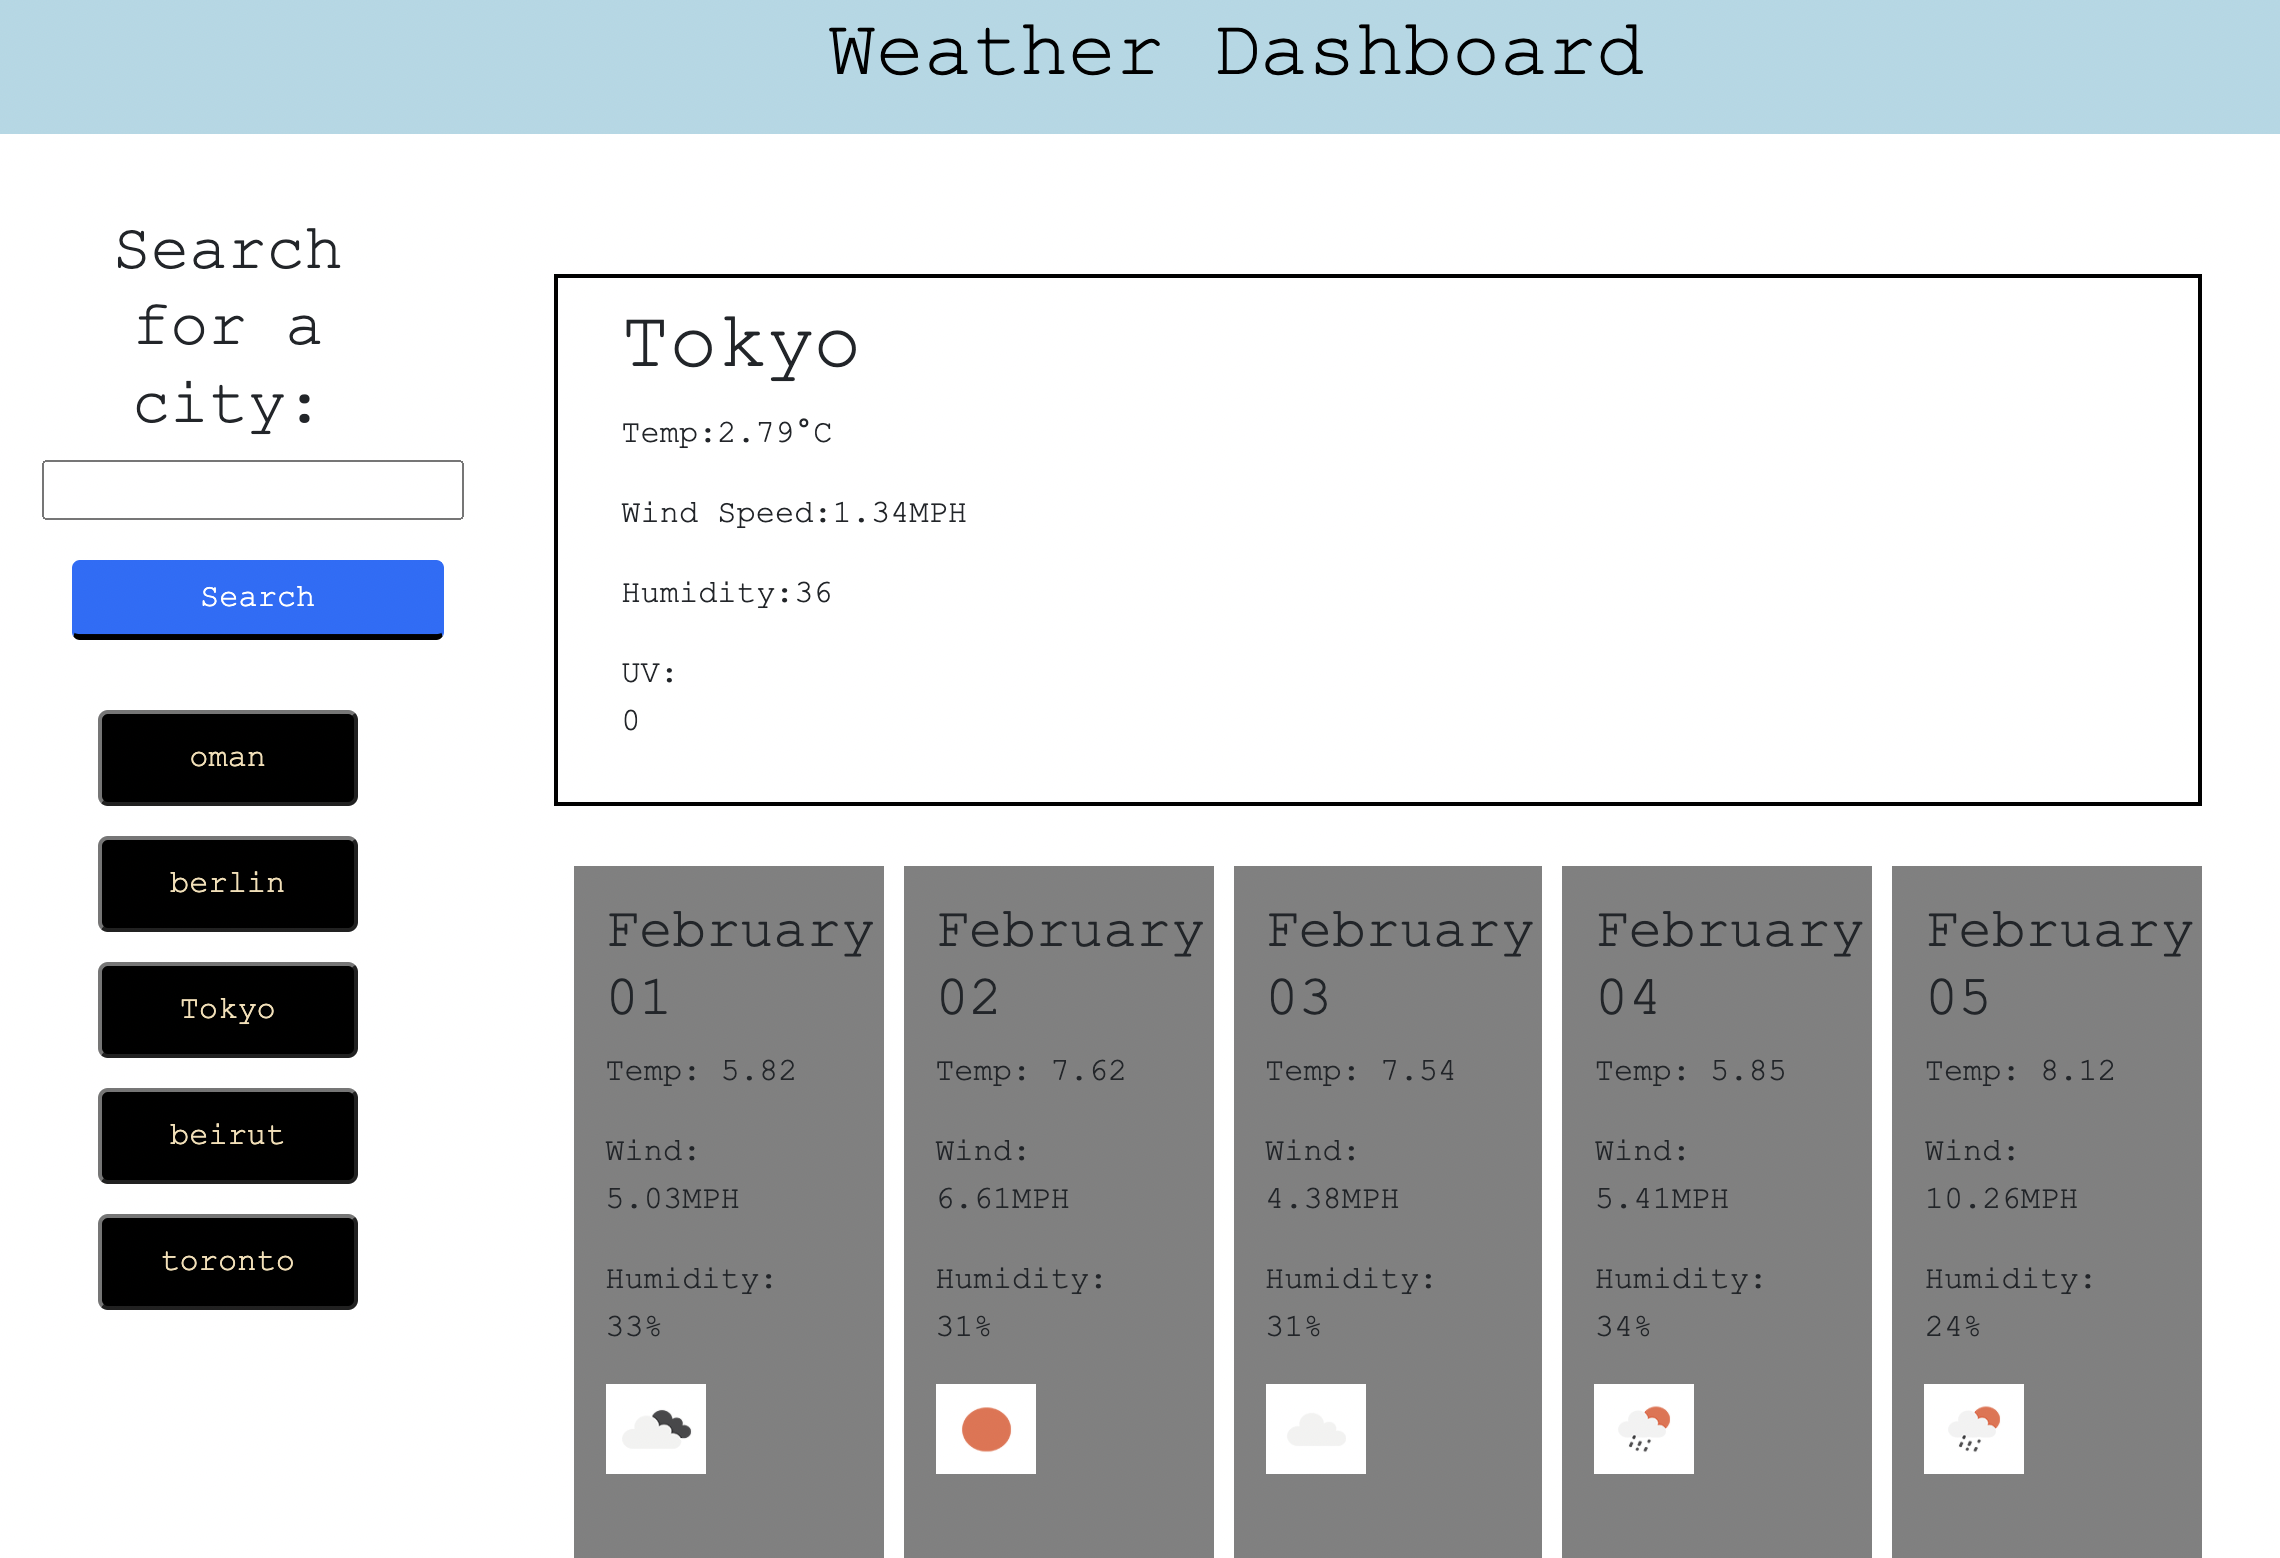 Weather Dashboard
Search
for a
city:
Search
oman
berlin
Tokyo
beirut
toronto
Tokyo
Temp:2.79°C
Wind Speed:1.34MPH
Humidity:36
UV:
0
February
01
Temp: 5.82
Wind:
5.03MPH
Humidity:
33%
February
02
Temp: 7.62
Wind:
6.61MPH
Humidity:
31%
February
03
Temp: 7.54
Wind:
4.38MPH
Humidity:
31%
February
04
Temp: 5.85
Wind:
5.41MPH
Humidity:
34%
February
05
Temp: 8.12
Wind:
10.26MPH
Humidity:
24%